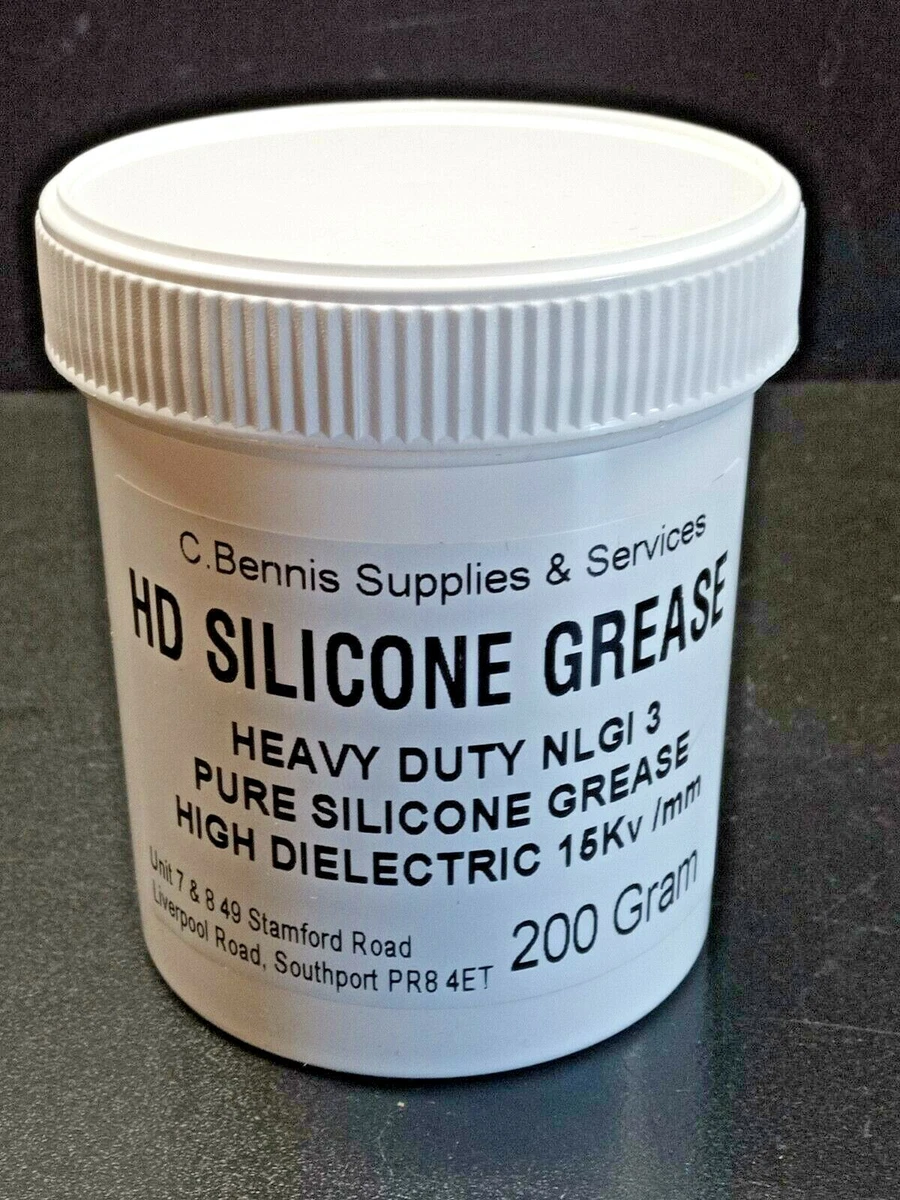 C.Bennis Supplies & Services
HD SILICONE GREASE
HEAVY DUTY NLGI 3
PURE SILICONE GREASE
HIGH DIELECTRIC 15Kv /mm
Unit 7 & 8 49 Stamford Road
Liverpool Road, Southport PR8 4ET
200 Gram